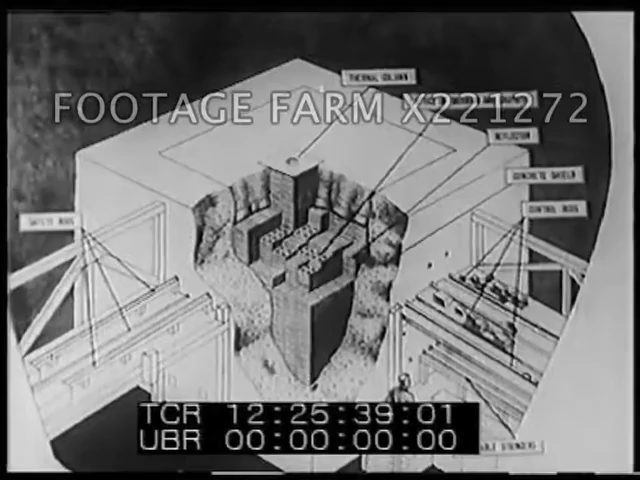 THERMAL COLUMN
FOOTAGE FARM X221272
REFLECTOR
CONCRETE SHIELD
SAFETY RODS
CONTROL RODS
TCR 12:25:39:01
UBR 00:00:00:00